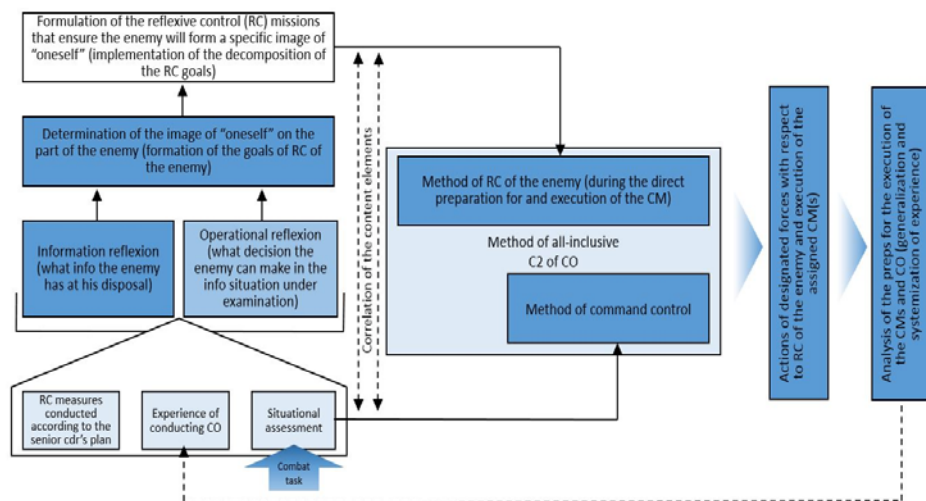 Formulation of the reflexive control (RC) missions
that ensure the enemy will form a specific image of
“oneself” (implementation of the decomposition of
the RC goals)
Determination of the image of “oneself” on the
part of the enemy (formation of the goals of RC of
the enemy)
Information reflexion
(what info the enemy
has at his disposal)
Operational reflexion
(what decision the
enemy can make in the
info situation under
examination)
RC measures
conducted
according to the
senior cdr's plan
Experience of
conducting CO
Situational
assessment
Combat
task
Correlation of the content elements
Method of RC of the enemy (during the direct
preparation for and execution of the CM)
Method of all-inclusive
C2 of CO
Method of command control
Actions of designated forces with respect
to RC of the enemy and execution of the
assigned CM(s)
Analysis of the preps for the execution of
the CMs and CO (generalization and
systemization of experience)